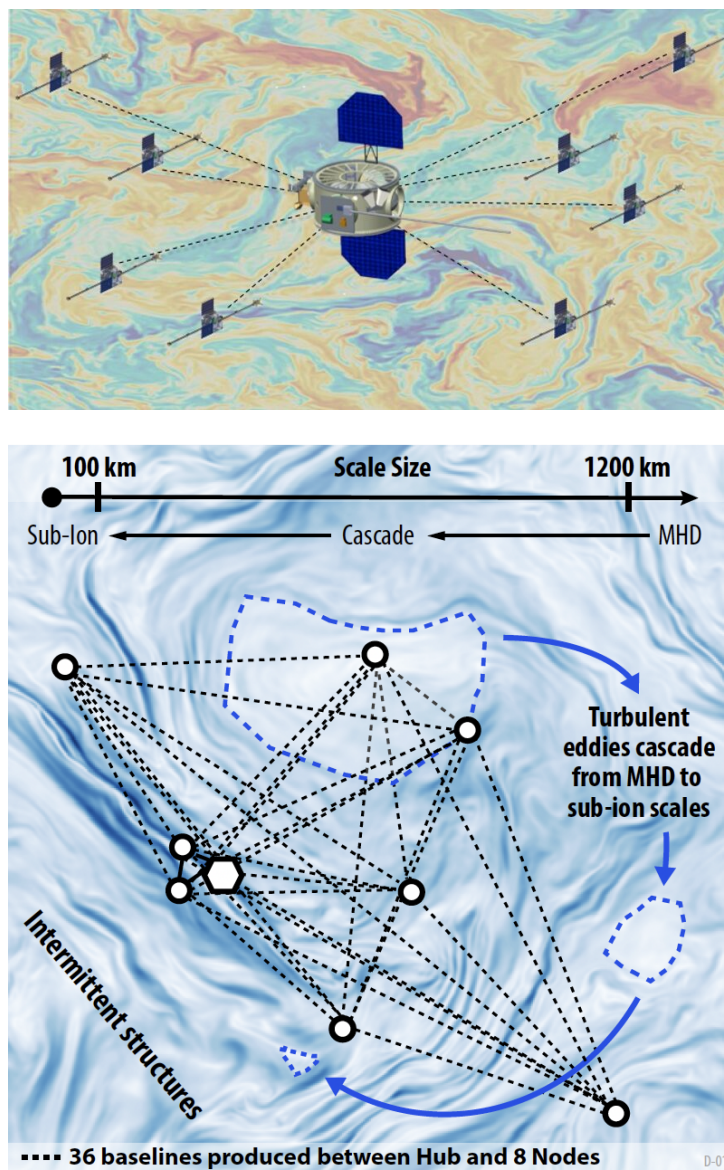 100 km Scale Size 1200 km
Sub-Ion Cascade MHD
Turbulent
eddies cascade
from MHD to
sub-ion scales
Intermittent structures
36 baselines produced between Hub and 8 Nodes